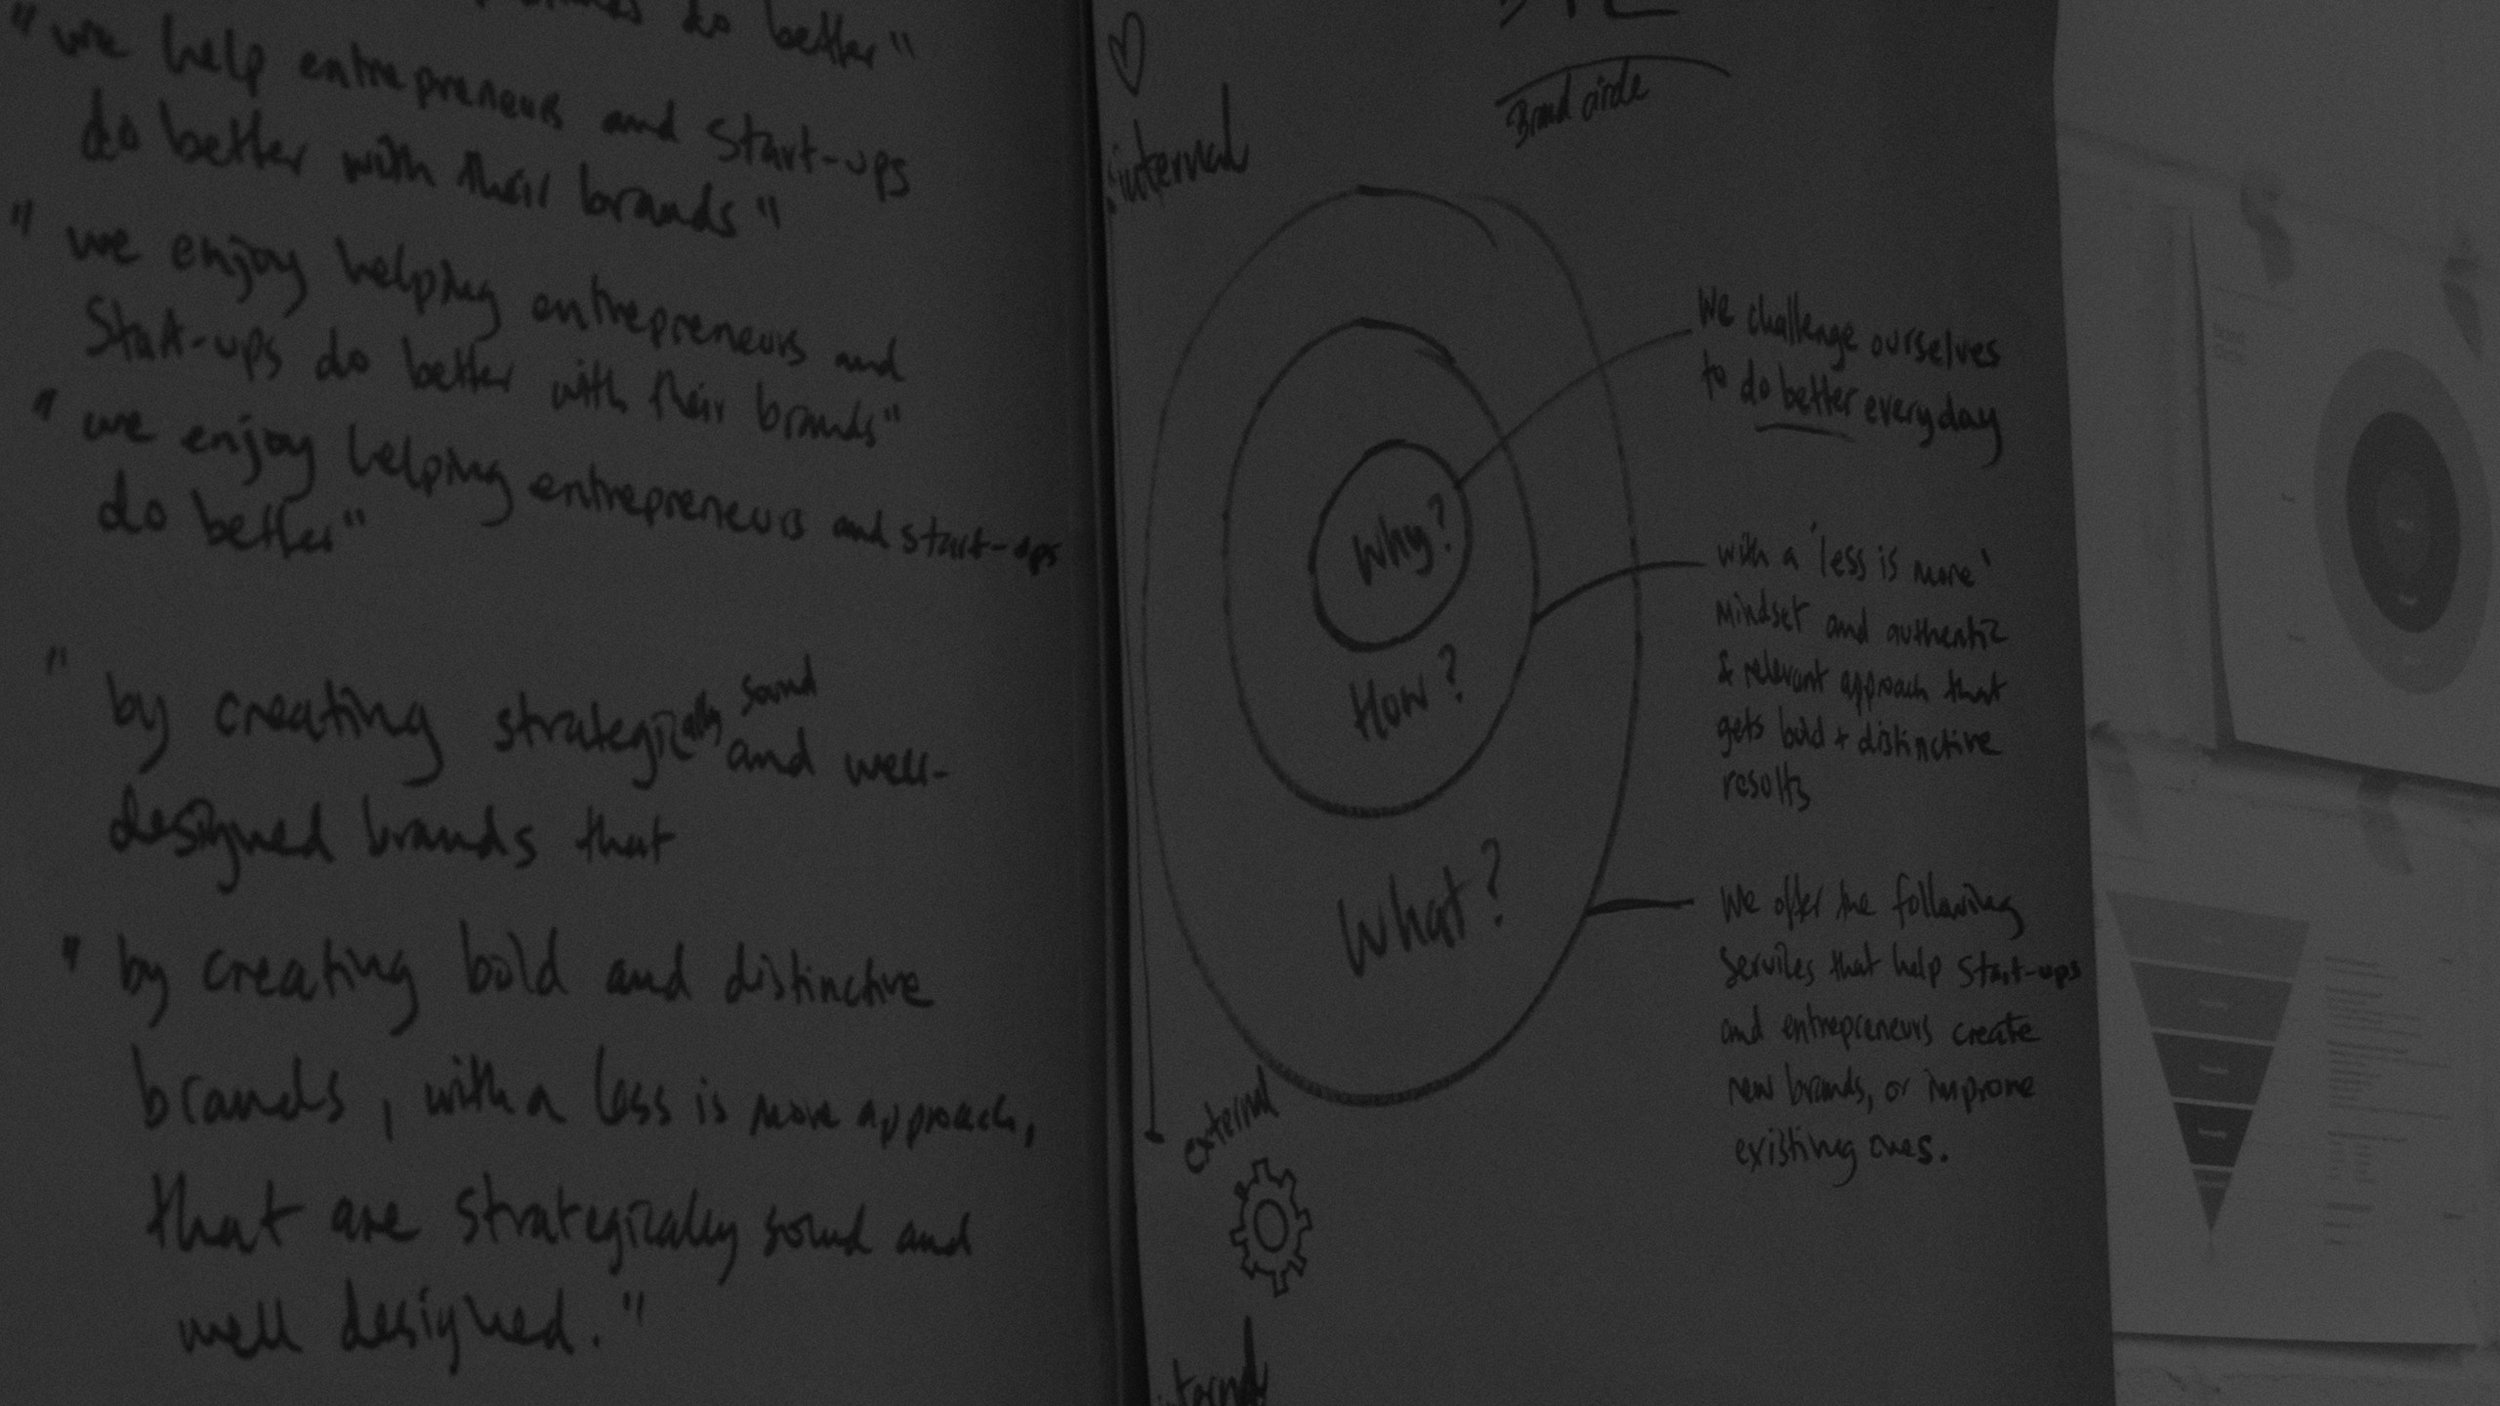 do better"
"we help entrepreneurs and start-ups
do better with their brands"
"we enjoy helping entrepreneurs and
start-ups do better with their brands"
"we enjoy helping entrepreneurs and start-ups
do better"
"by creating strategically sound
and well-
designed brands that
"by creating bold and distinctive
brands, with a less is more approach,
that are strategically sound and
well designed."
Brand circle
internal
Why?
How?
What?
external
We challenge ourselves
to do better everyday
with a 'less is more'
mindset and authentic
& relevant approach that
gets bold + distinctive
results
We offer the following
services that help start-ups
and entrepreneurs create
new brands, or improve
existing ones.